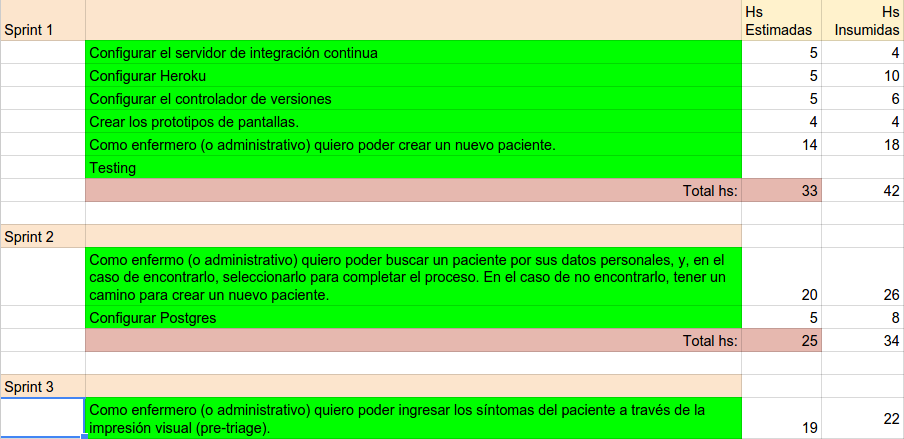 Sprint 1 Hs Estimadas Hs Insumidas
Configurar el servidor de integración continua 5 4
Configurar Heroku 5 10
Configurar el controlador de versiones 5 6
Crear los prototipos de pantallas. 4 4
Como enfermero (o administrativo) quiero poder crear un nuevo paciente. 14 18
Testing
Total hs: 33 42
Sprint 2
Como enfermo (o administrativo) quiero poder buscar un paciente por sus datos personales, y, en el
caso de encontrarlo, seleccionarlo para completar el proceso. En el caso de no encontrarlo, tener un
camino para crear un nuevo paciente. 20 26
Configurar Postgres 5 8
Total hs: 25 34
Sprint 3
Como enfermero (o administrativo) quiero poder ingresar los síntomas del paciente a través de la
impresión visual (pre-triage). 19 22